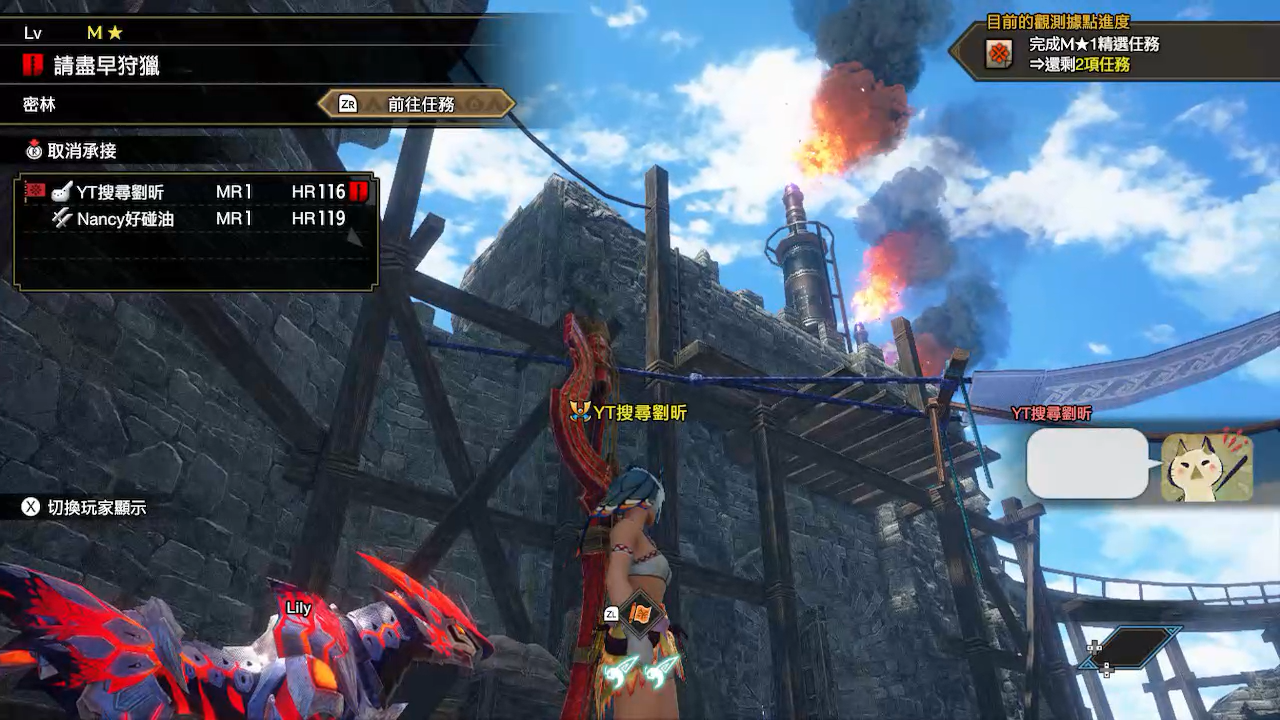 Lv M★
請盡早狩獵
密林
ZR 前往任務
取消承接
YT搜尋劉昕 MR1 HR116
Nancy好碰油 MR1 HR119
目前的觀測據點進度
完成M★1精選任務
⇒還剩2項任務
YT搜尋劉昕
YT搜尋劉昕
X 切換玩家顯示
Lily
ZL